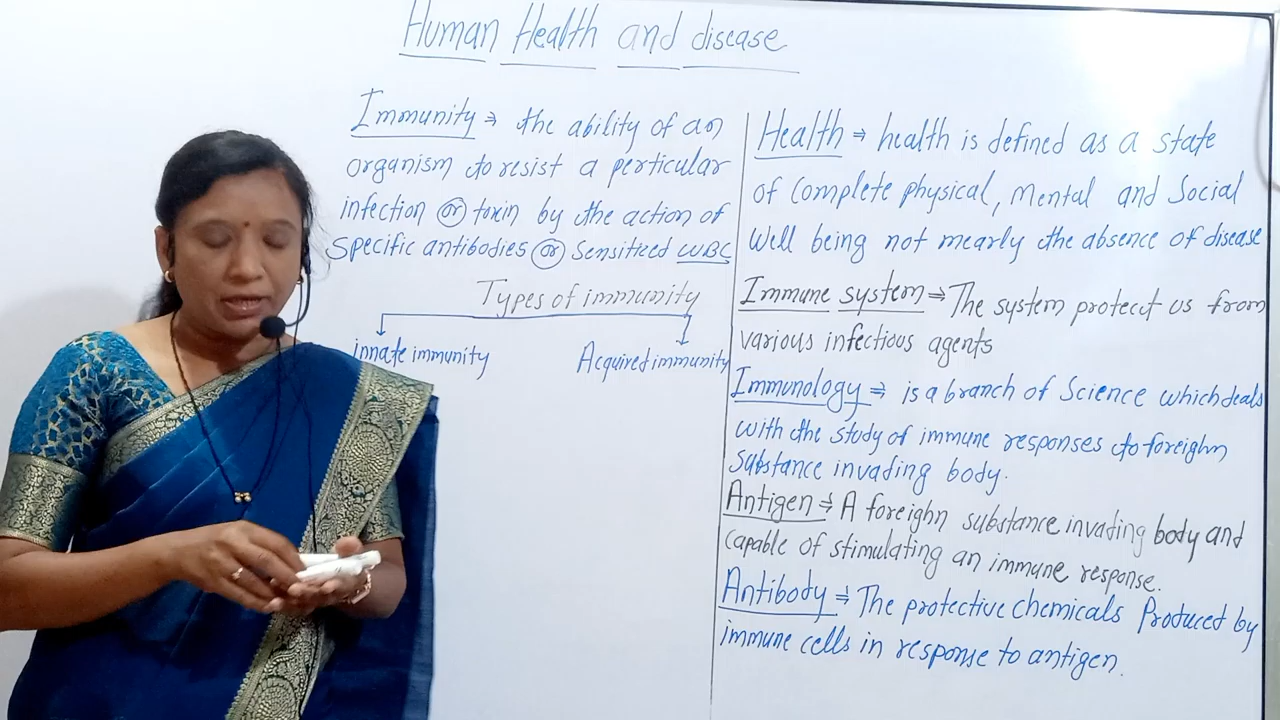 Human Health and disease
Immunity ⇒ the ability of an
organism to resist a perticular
infection or toxin by the action of
Specific antibodies or Sensitized WBC
Types of immunity
Innate immunity
Acquired immunity
Health ⇒ health is defined as a state
of Complete physical, Mental and Social
Well being not mearly the absence of disease
Immune system ⇒ The system protect us from
various infectious agents
Immunology ⇒ is a branch of Science which deals
with the study of immune responses to foreighn
Substance invading body.
Antigen ⇒ A foreighn substance invading body and
capable of stimulating an immune response.
Antibody ⇒ The protective chemicals Produced by
immune cells in response to antigen.